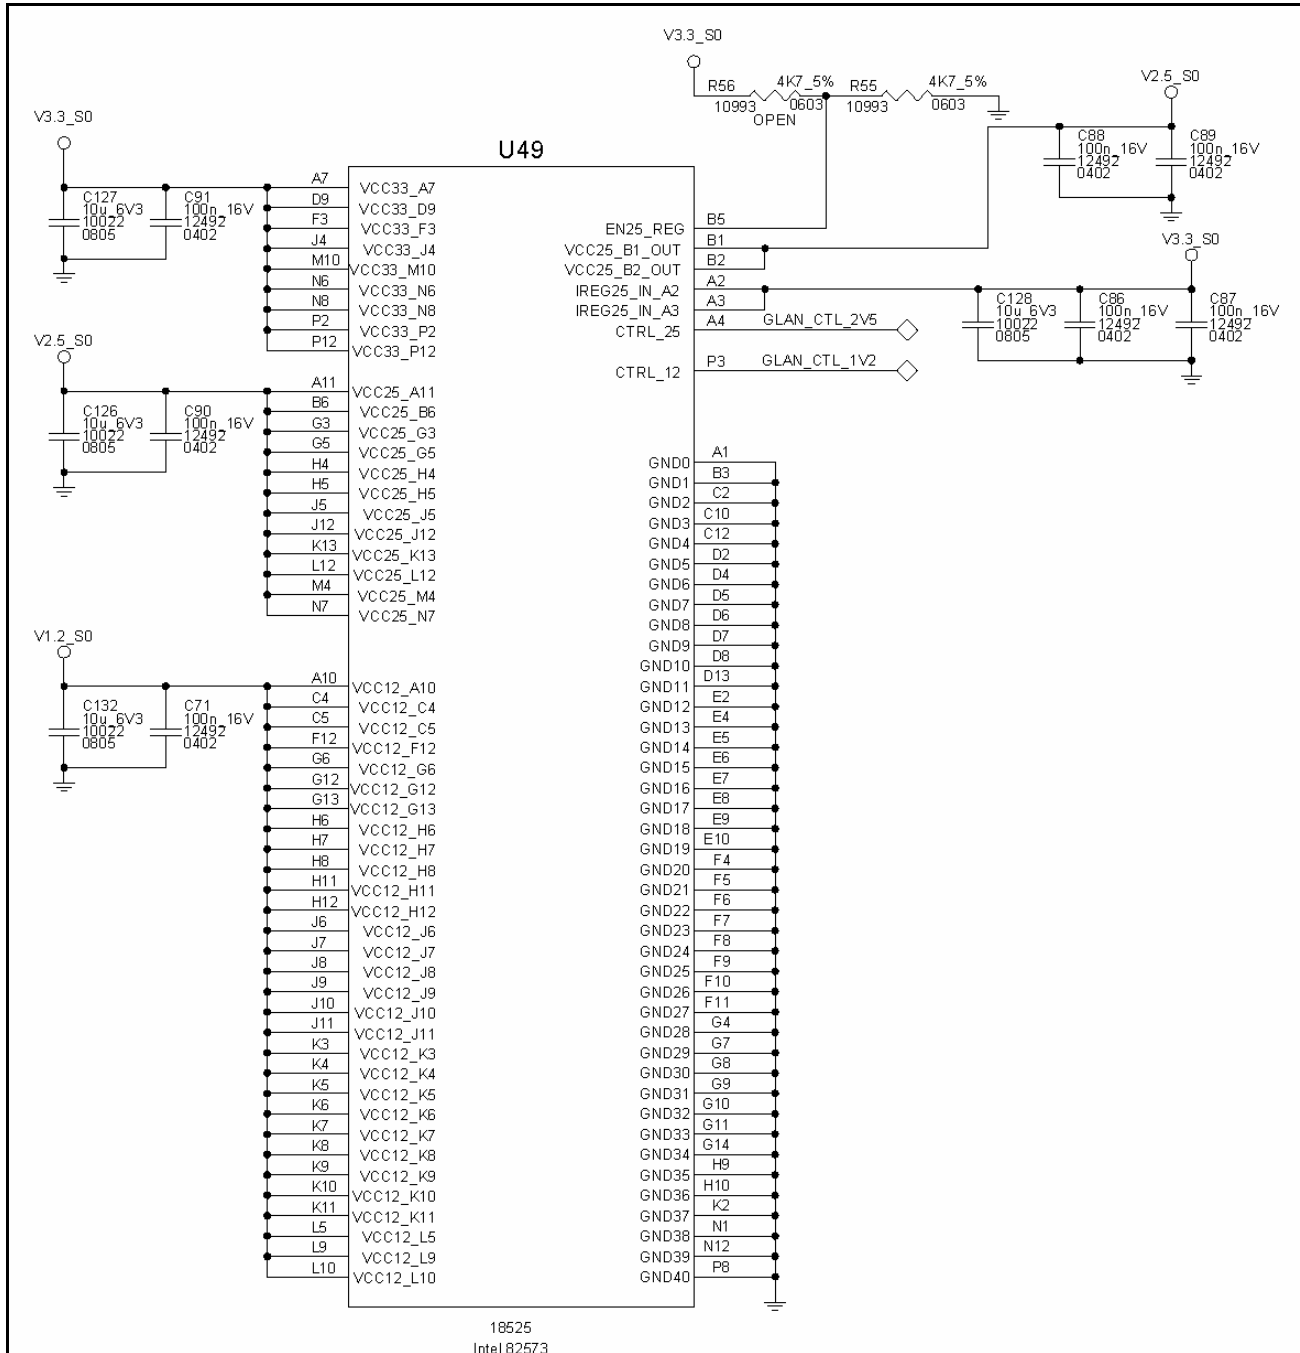 V3.3_S0
R56
4K7_5%
10993
0603
OPEN
R55
4K7_5%
10993
0603
V2.5_S0
C88
100n_16V
12492
0402
C89
100n_16V
12492
0402
V3.3_S0
C127
10u_6V3
10022
0805
C91
100n_16V
12492
0402
U49
A7 VCC33_A7
D9 VCC33_D9
F3 VCC33_F3
J4 VCC33_J4
M10 VCC33_M10
N6 VCC33_N6
N8 VCC33_N8
P2 VCC33_P2
P12 VCC33_P12
EN25_REG B5
VCC25_B1_OUT B1
VCC25_B2_OUT B2
IREG25_IN_A2 A2
IREG25_IN_A3 A3
CTRL_25 A4 GLAN_CTL_2V5
CTRL_12 P3 GLAN_CTL_1V2
V3.3_S0
C128
10u_6V3
10022
0805
C86
100n_16V
12492
0402
C87
100n_16V
12492
0402
V2.5_S0
C126
10u_6V3
10022
0805
C90
100n_16V
12492
0402
A11 VCC25_A11
B6 VCC25_B6
G3 VCC25_G3
G5 VCC25_G5
H4 VCC25_H4
H5 VCC25_H5
J5 VCC25_J5
J12 VCC25_J12
K13 VCC25_K13
L12 VCC25_L12
M4 VCC25_M4
N7 VCC25_N7
V1.2_S0
C132
10u_6V3
10022
0805
C71
100n_16V
12492
0402
A10 VCC12_A10
C4 VCC12_C4
C5 VCC12_C5
F12 VCC12_F12
G6 VCC12_G6
G12 VCC12_G12
G13 VCC12_G13
H6 VCC12_H6
H7 VCC12_H7
H8 VCC12_H8
H11 VCC12_H11
H12 VCC12_H12
J6 VCC12_J6
J7 VCC12_J7
J8 VCC12_J8
J9 VCC12_J9
J10 VCC12_J10
J11 VCC12_J11
K3 VCC12_K3
K4 VCC12_K4
K5 VCC12_K5
K6 VCC12_K6
K7 VCC12_K7
K8 VCC12_K8
K9 VCC12_K9
K10 VCC12_K10
K11 VCC12_K11
L5 VCC12_L5
L9 VCC12_L9
L10 VCC12_L10
GND0 A1
GND1 B3
GND2 C2
GND3 C10
GND4 C12
GND5 D2
GND6 D4
GND7 D5
GND8 D6
GND9 D7
GND10 D8
GND11 D13
GND12 E2
GND13 E4
GND14 E5
GND15 E6
GND16 E7
GND17 E8
GND18 E9
GND19 E10
GND20 F4
GND21 F5
GND22 F6
GND23 F7
GND24 F8
GND25 F9
GND26 F10
GND27 F11
GND28 G4
GND29 G7
GND30 G8
GND31 G9
GND32 G10
GND33 G11
GND34 G14
GND35 H9
GND36 H10
GND37 K2
GND38 N1
GND39 N12
GND40 P8
18525
Intel 82573